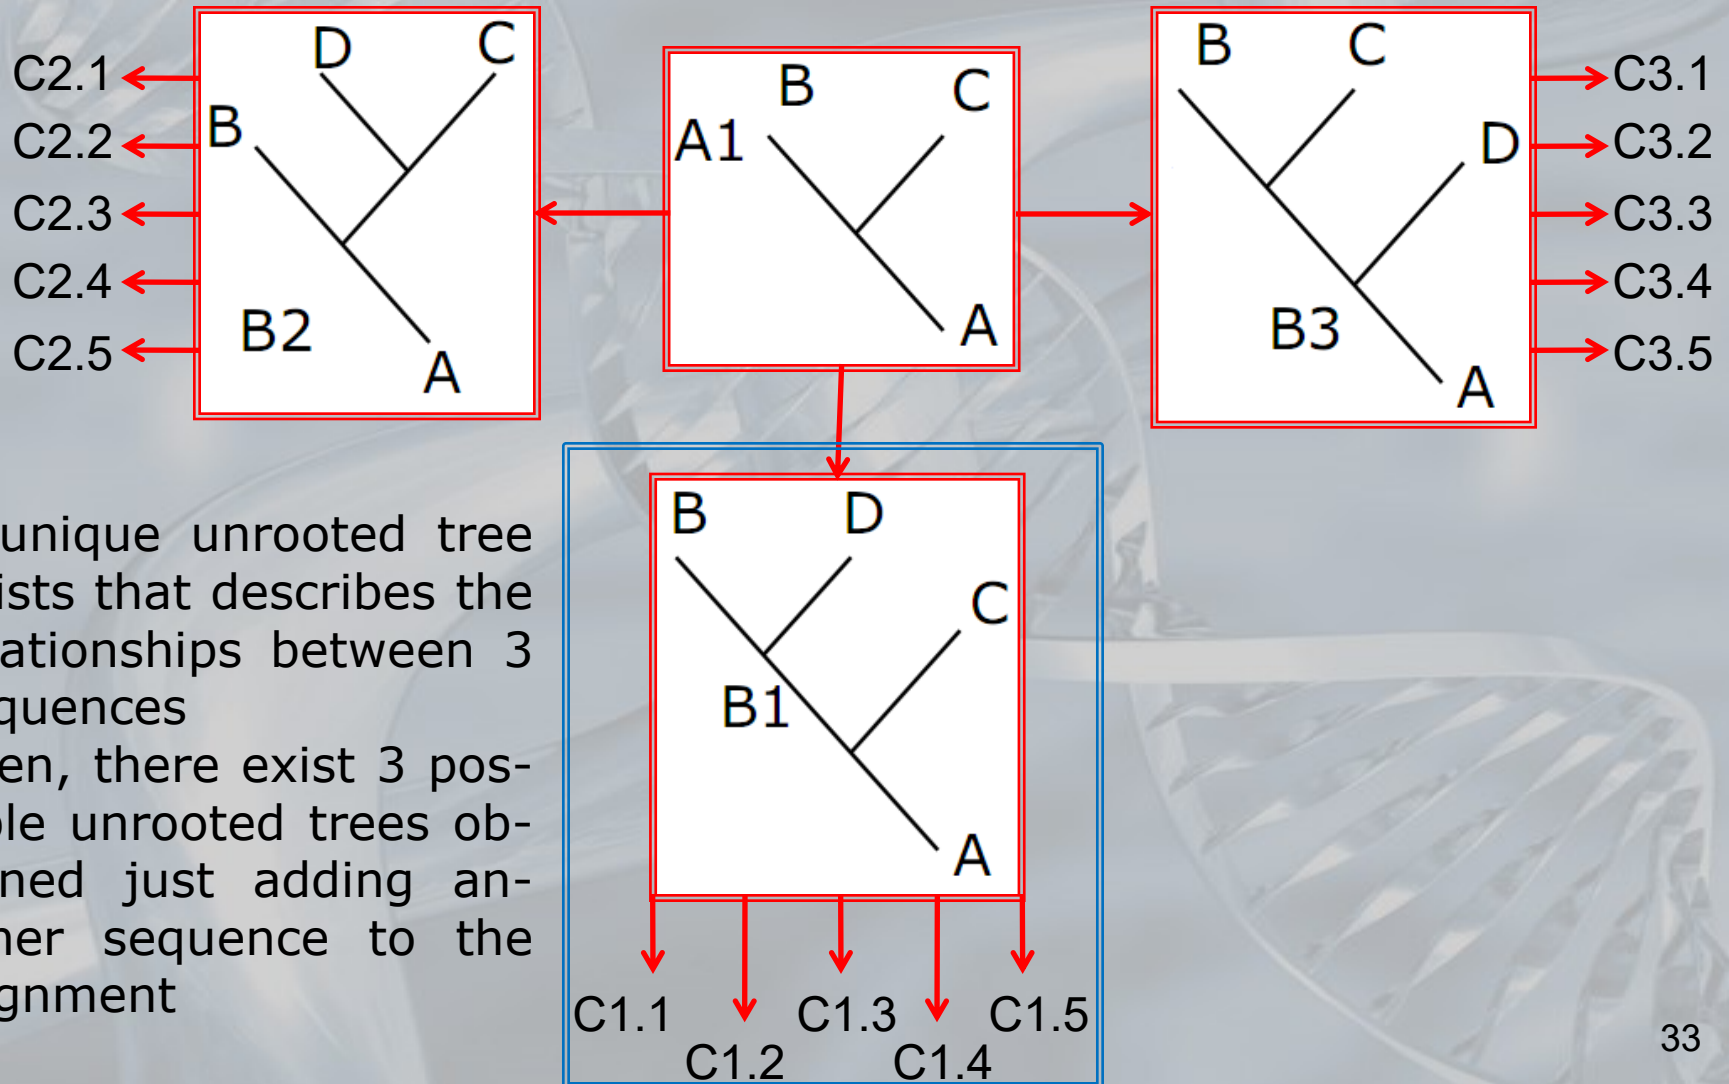 D C
B
B2
A
C2.1
C2.2
C2.3
C2.4
C2.5
B C
A1
A
B C
D
B3
A
C3.1
C3.2
C3.3
C3.4
C3.5
unique unrooted tree
ists that describes the
ationships between 3
quences
en, there exist 3 pos-
ble unrooted trees ob-
ned just adding an-
her sequence to the
gnment
B D
C
B1
A
C1.1
C1.2
C1.3
C1.4
C1.5
33